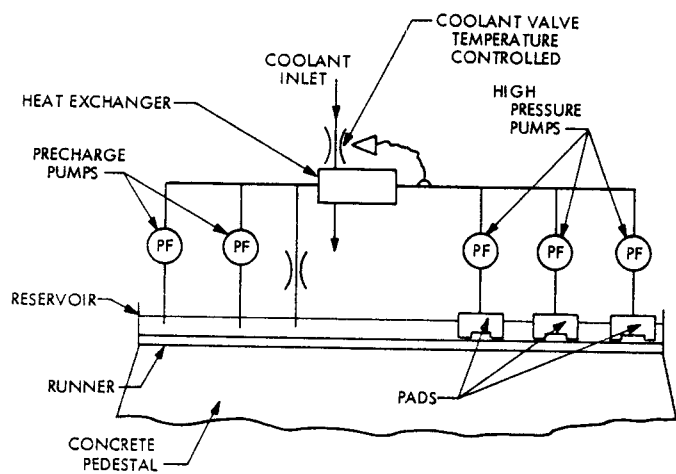 COOLANT VALVE
TEMPERATURE
CONTROLLED
COOLANT
INLET
HEAT EXCHANGER
HIGH
PRESSURE
PUMPS
PRECHARGE
PUMPS
PF
PF
PF
PF
PF
RESERVOIR
RUNNER
PADS
CONCRETE
PEDESTAL